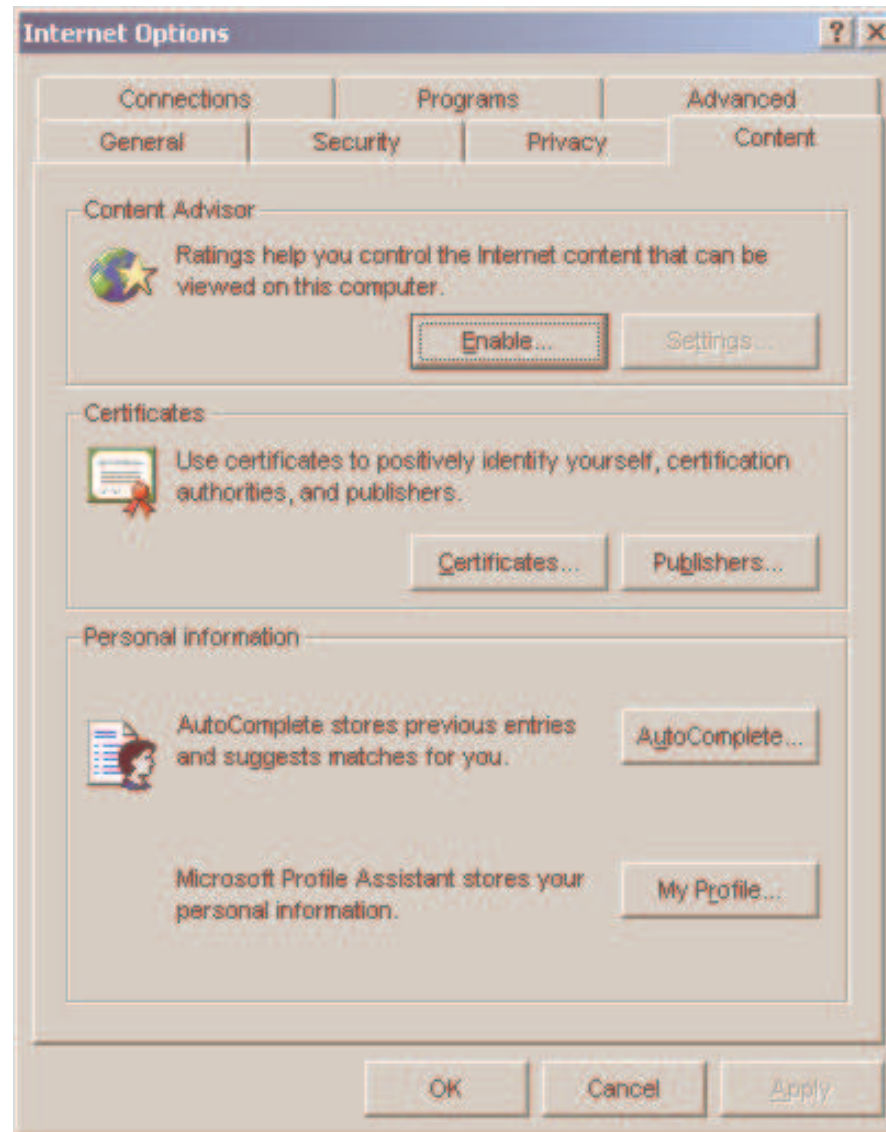 Internet Options
Connections Programs Advanced
General Security Privacy Content
Content Advisor
Ratings help you control the Internet content that can be
viewed on this computer.
Enable... Settings...
Certificates
Use certificates to positively identify yourself, certification
authorities, and publishers.
Certificates... Publishers...
Personal information
AutoComplete stores previous entries
and suggests matches for you.
AutoComplete...
Microsoft Profile Assistant stores your
personal information.
My Profile...
OK Cancel Apply